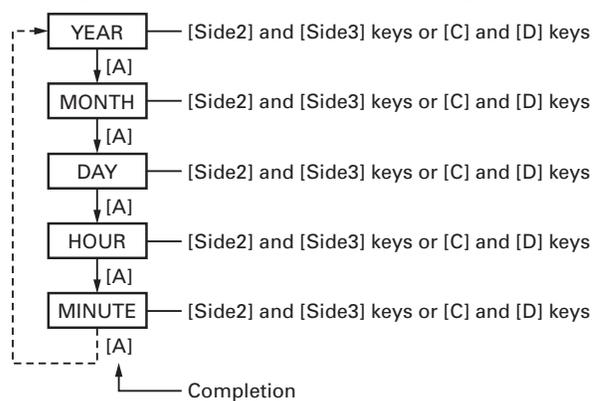 YEAR [Side2] and [Side3] keys or [C] and [D] keys
[A]
MONTH [Side2] and [Side3] keys or [C] and [D] keys
[A]
DAY [Side2] and [Side3] keys or [C] and [D] keys
[A]
HOUR [Side2] and [Side3] keys or [C] and [D] keys
[A]
MINUTE [Side2] and [Side3] keys or [C] and [D] keys
[A]
Completion